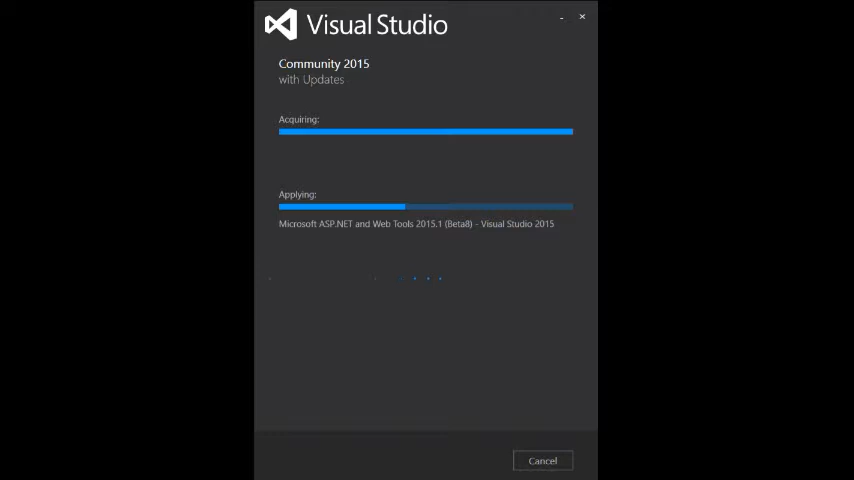 Visual Studio
Community 2015
with Updates
Acquiring:
Applying:
Microsoft ASP.NET and Web Tools 2015.1 (Beta8) - Visual Studio 2015
Cancel